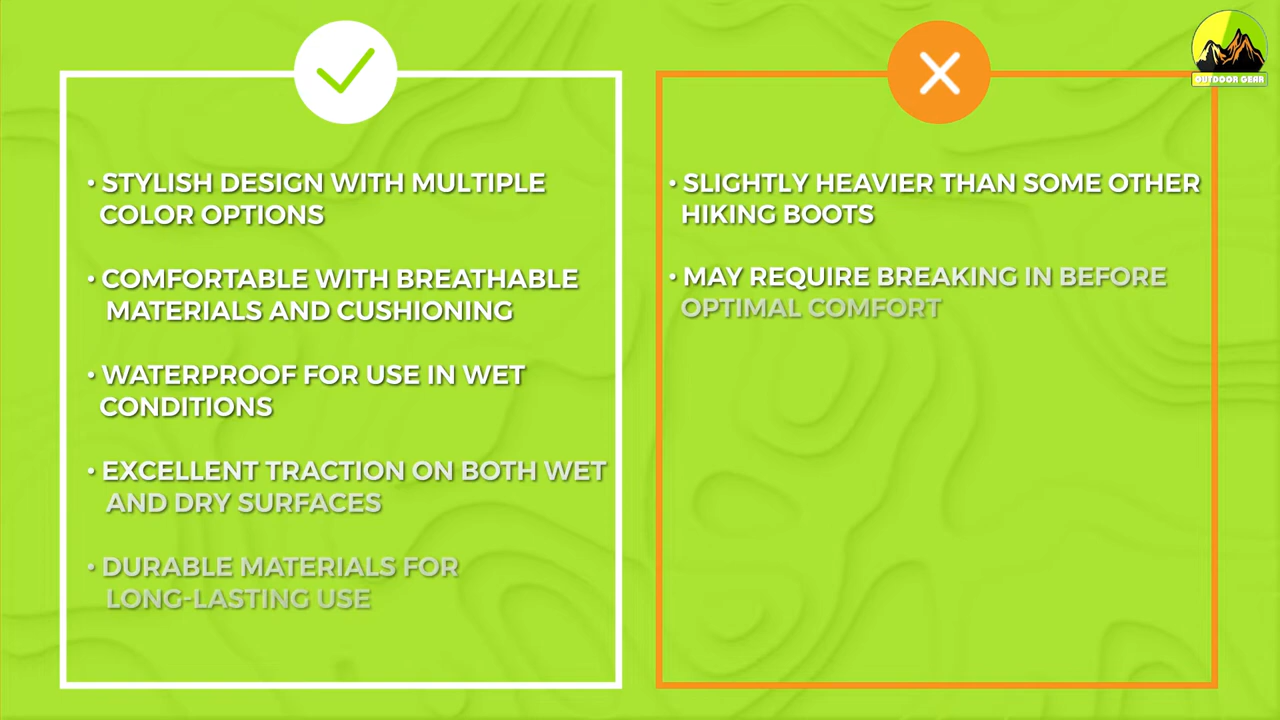 • STYLISH DESIGN WITH MULTIPLE
COLOR OPTIONS
• COMFORTABLE WITH BREATHABLE
MATERIALS AND CUSHIONING
• WATERPROOF FOR USE IN WET
CONDITIONS
• EXCELLENT TRACTION ON BOTH WET
AND DRY SURFACES
• DURABLE MATERIALS FOR
LONG-LASTING USE
• SLIGHTLY HEAVIER THAN SOME OTHER
HIKING BOOTS
• MAY REQUIRE BREAKING IN BEFORE
OPTIMAL COMFORT
OUTDOOR GEAR